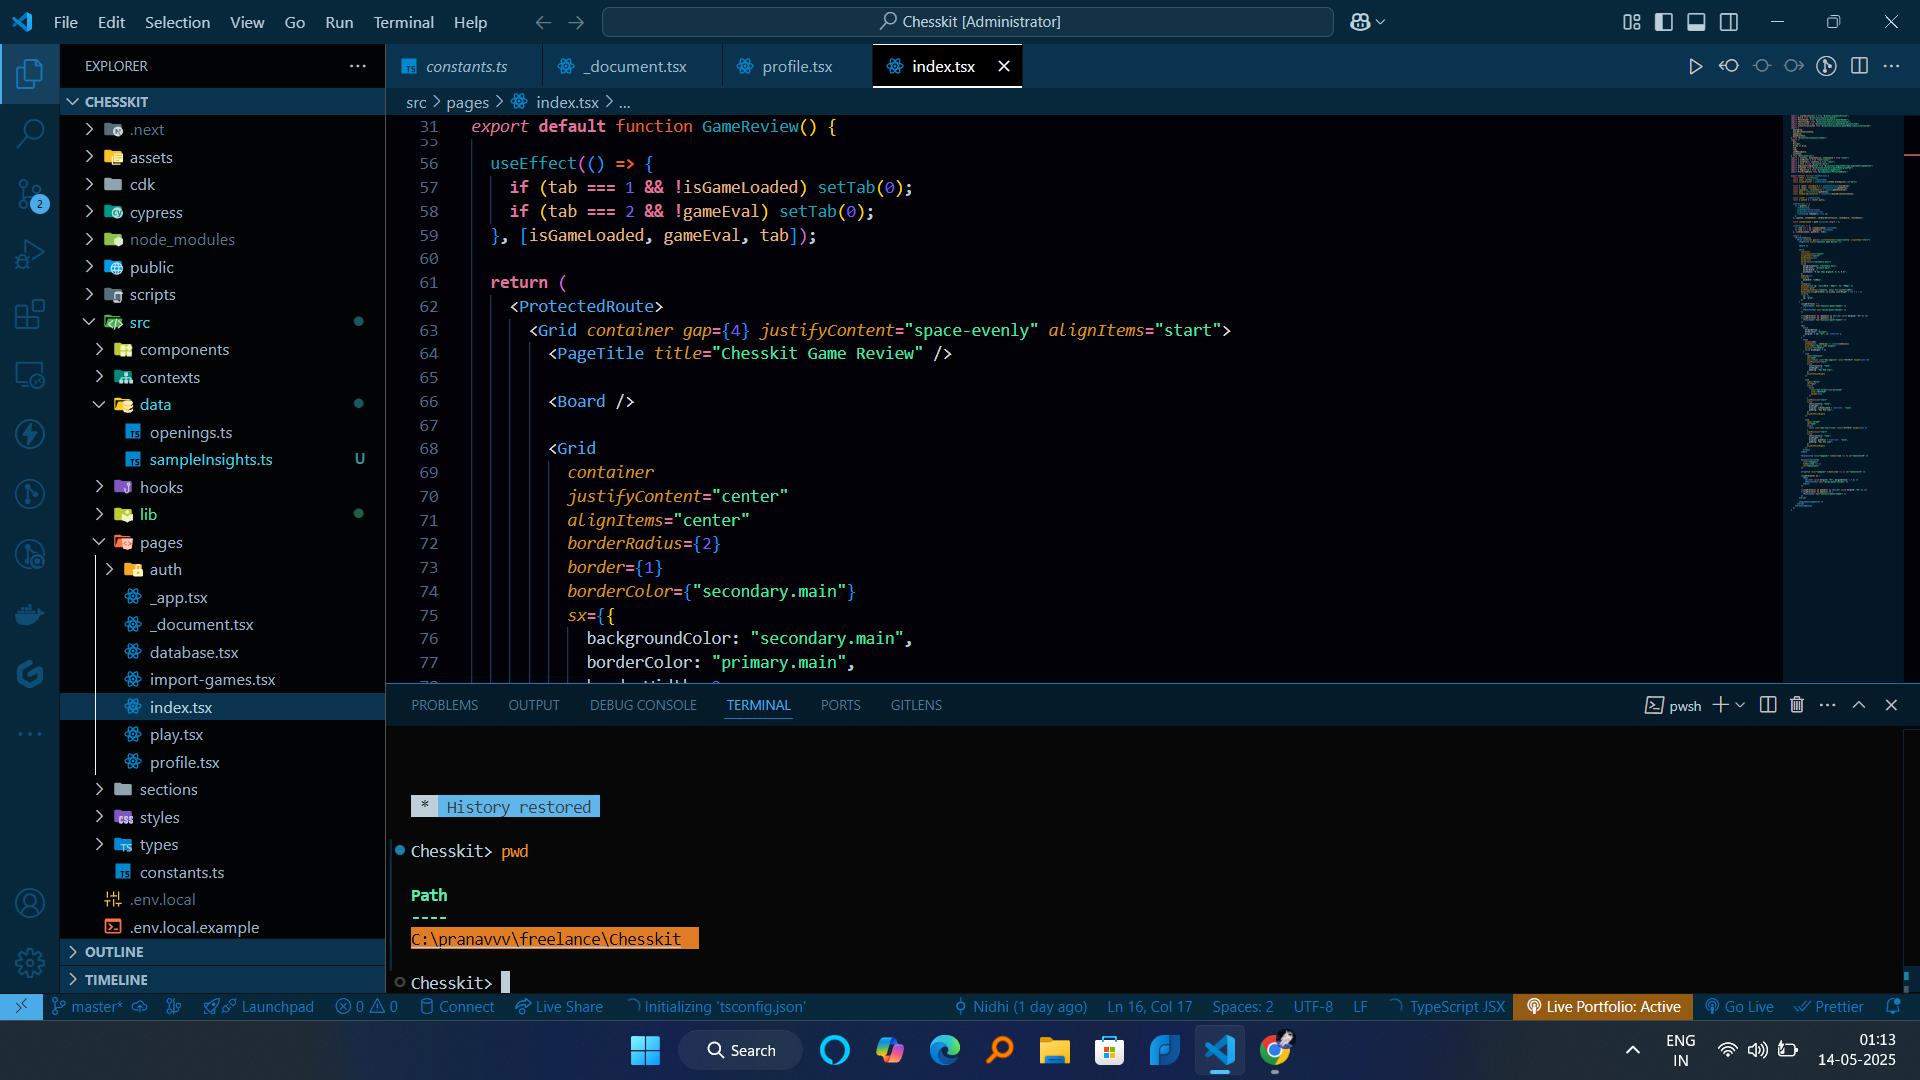 File Edit Selection View Go Run Terminal Help
Chesskit [Administrator]
EXPLORER
CHESSKIT
.next
assets
cdk
cypress
node_modules
public
scripts
src
components
contexts
data
openings.ts
sampleInsights.ts U
hooks
lib
pages
auth
_app.tsx
_document.tsx
database.tsx
import-games.tsx
index.tsx
play.tsx
profile.tsx
sections
styles
types
constants.ts
.env.local
.env.local.example
OUTLINE
TIMELINE
2
constants.ts _document.tsx profile.tsx index.tsx
src > pages > index.tsx > ...
31 export default function GameReview() {
55
56 useEffect(() => {
57 if (tab === 1 && !isGameLoaded) setTab(0);
58 if (tab === 2 && !gameEval) setTab(0);
59 }, [isGameLoaded, gameEval, tab]);
60
61 return (
62 <ProtectedRoute>
63 <Grid container gap={4} justifyContent="space-evenly" alignItems="start">
64 <PageTitle title="Chesskit Game Review" />
65
66 <Board />
67
68 <Grid
69 container
70 justifyContent="center"
71 alignItems="center"
72 borderRadius={2}
73 border={1}
74 borderColor={"secondary.main"}
75 sx={{
76 backgroundColor: "secondary.main",
77 borderColor: "primary.main",
PROBLEMS OUTPUT DEBUG CONSOLE TERMINAL PORTS GITLENS
pwsh
* History restored
Chesskit> pwd
Path
----
C:\pranavvv\freelance\Chesskit
Chesskit>
master* Launchpad 0 0 Connect Live Share Initializing 'tsconfig.json' Nidhi (1 day ago) Ln 16, Col 17 Spaces: 2 UTF-8 LF TypeScript JSX Live Portfolio: Active Go Live Prettier
Search
ENG
IN
01:13
14-05-2025